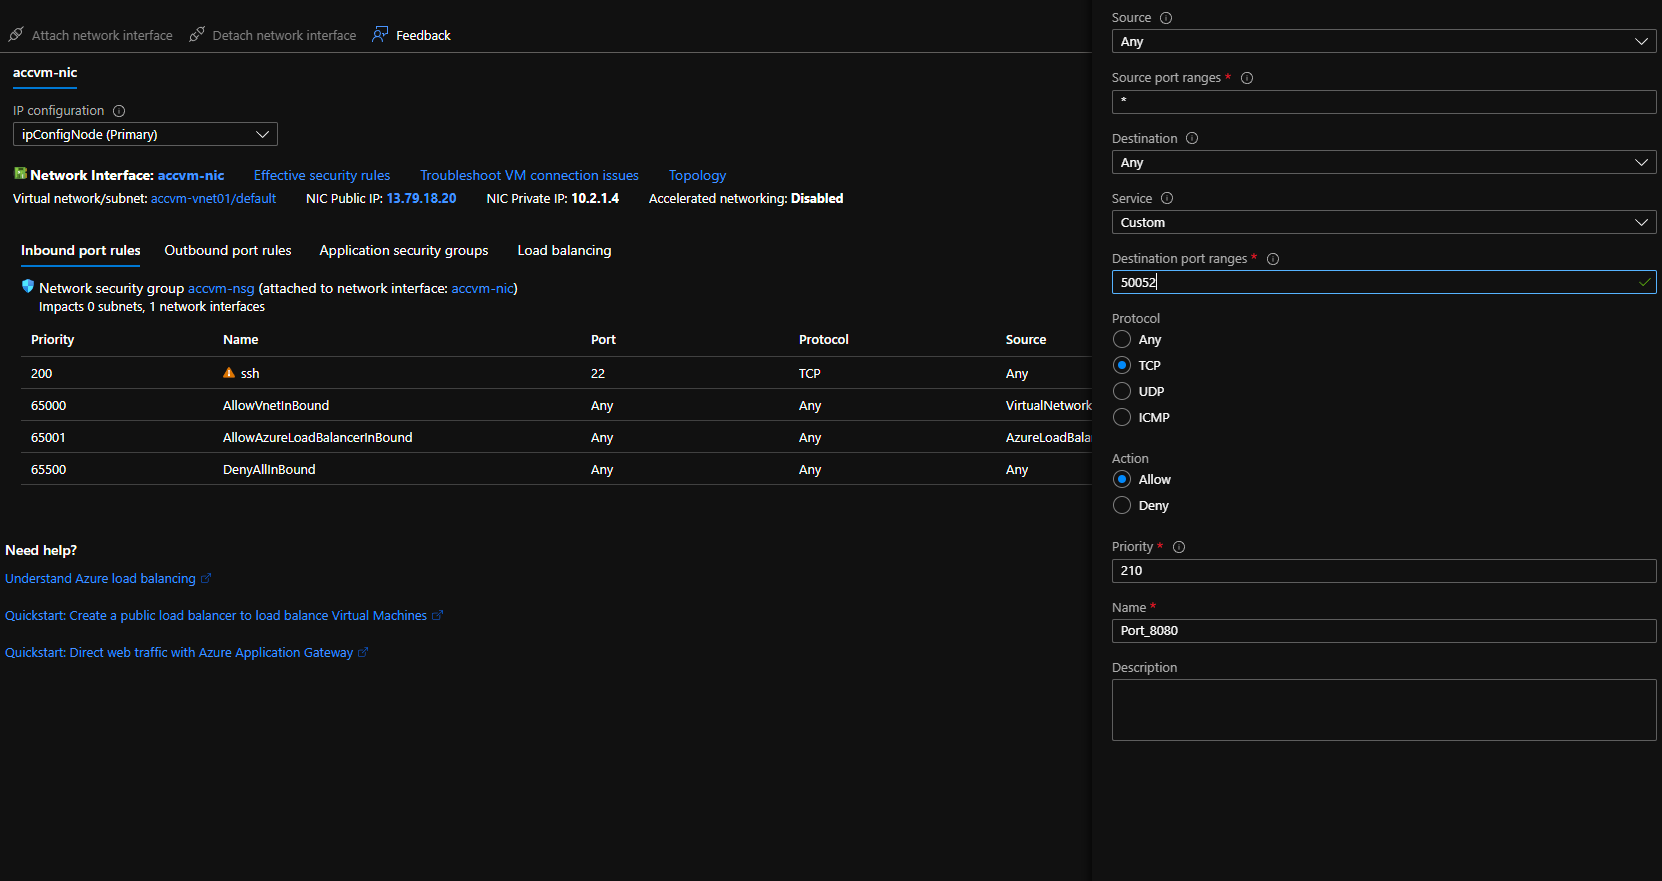 Attach network interface Detach network interface Feedback
accvm-nic
IP configuration
ipConfigNode (Primary)
Network Interface: accvm-nic Effective security rules Troubleshoot VM connection issues Topology
Virtual network/subnet: accvm-vnet01/default NIC Public IP: 13.79.18.20 NIC Private IP: 10.2.1.4 Accelerated networking: Disabled
Inbound port rules Outbound port rules Application security groups Load balancing
Network security group accvm-nsg (attached to network interface: accvm-nic)
Impacts 0 subnets, 1 network interfaces
Priority Name Port Protocol Source
200 ssh 22 TCP Any
65000 AllowVnetInBound Any Any VirtualNetwork
65001 AllowAzureLoadBalancerInBound Any Any AzureLoadBala
65500 DenyAllInBound Any Any Any
Need help?
Understand Azure load balancing
Quickstart: Create a public load balancer to load balance Virtual Machines
Quickstart: Direct web traffic with Azure Application Gateway
Source
Any
Source port ranges *
*
Destination
Any
Service
Custom
Destination port ranges *
50052
Protocol
Any
TCP
UDP
ICMP
Action
Allow
Deny
Priority *
210
Name *
Port_8080
Description